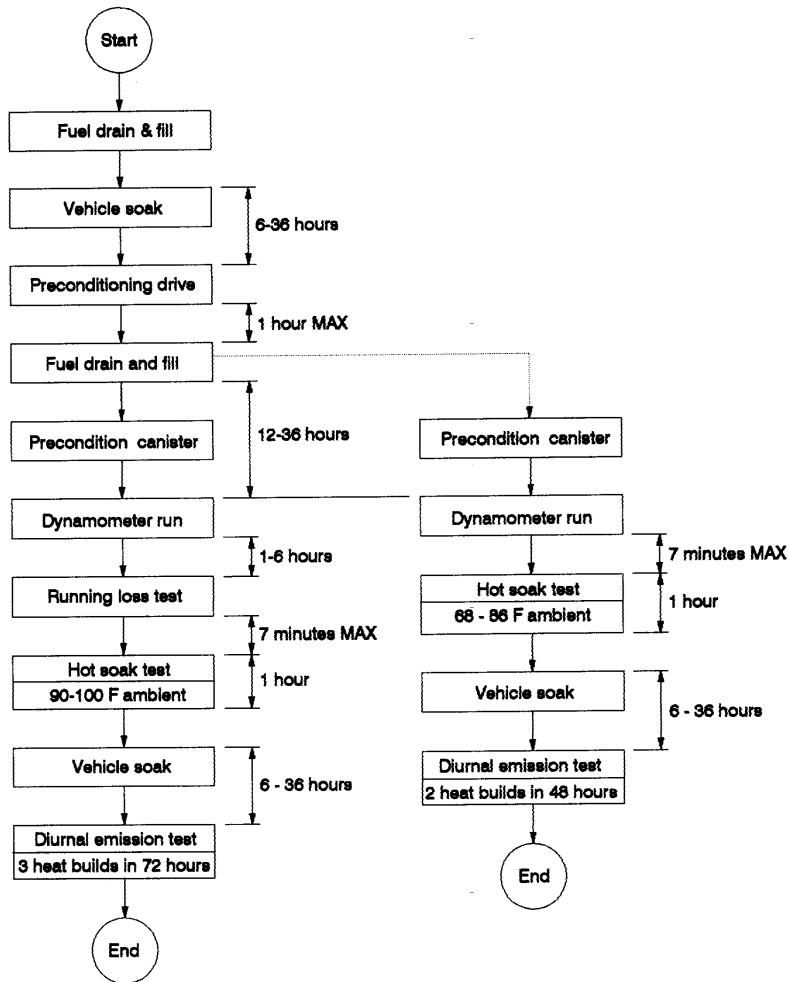 Start
Fuel drain & fill
Vehicle soak
6-36 hours
Preconditioning drive
1 hour MAX
Fuel drain and fill
12-36 hours
Precondition canister
Dynamometer run
1-6 hours
Running loss test
7 minutes MAX
Hot soak test
90-100 F ambient
1 hour
Vehicle soak
6 - 36 hours
Diurnal emission test
3 heat builds in 72 hours
End
Precondition canister
Dynamometer run
7 minutes MAX
Hot soak test
68 - 86 F ambient
1 hour
Vehicle soak
6 - 36 hours
Diurnal emission test
2 heat builds in 48 hours
End